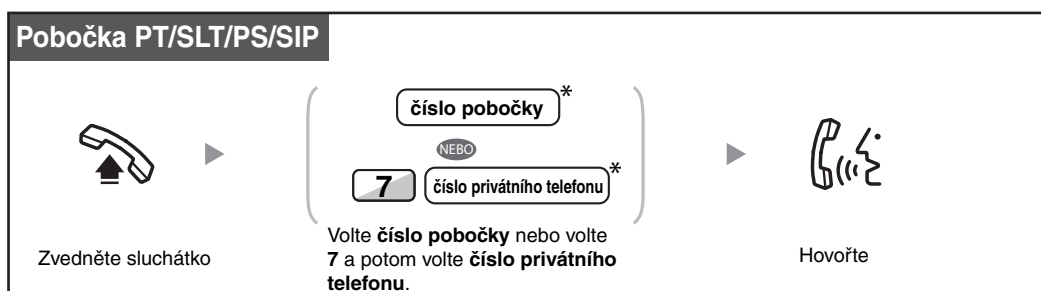 Pobočka PT/SLT/PS/SIP
číslo pobočky*
NEBO
7 číslo privátního telefonu*
Zvedněte sluchátko
Volte číslo pobočky nebo volte
7 a potom volte číslo privátního
telefonu.
Hovořte